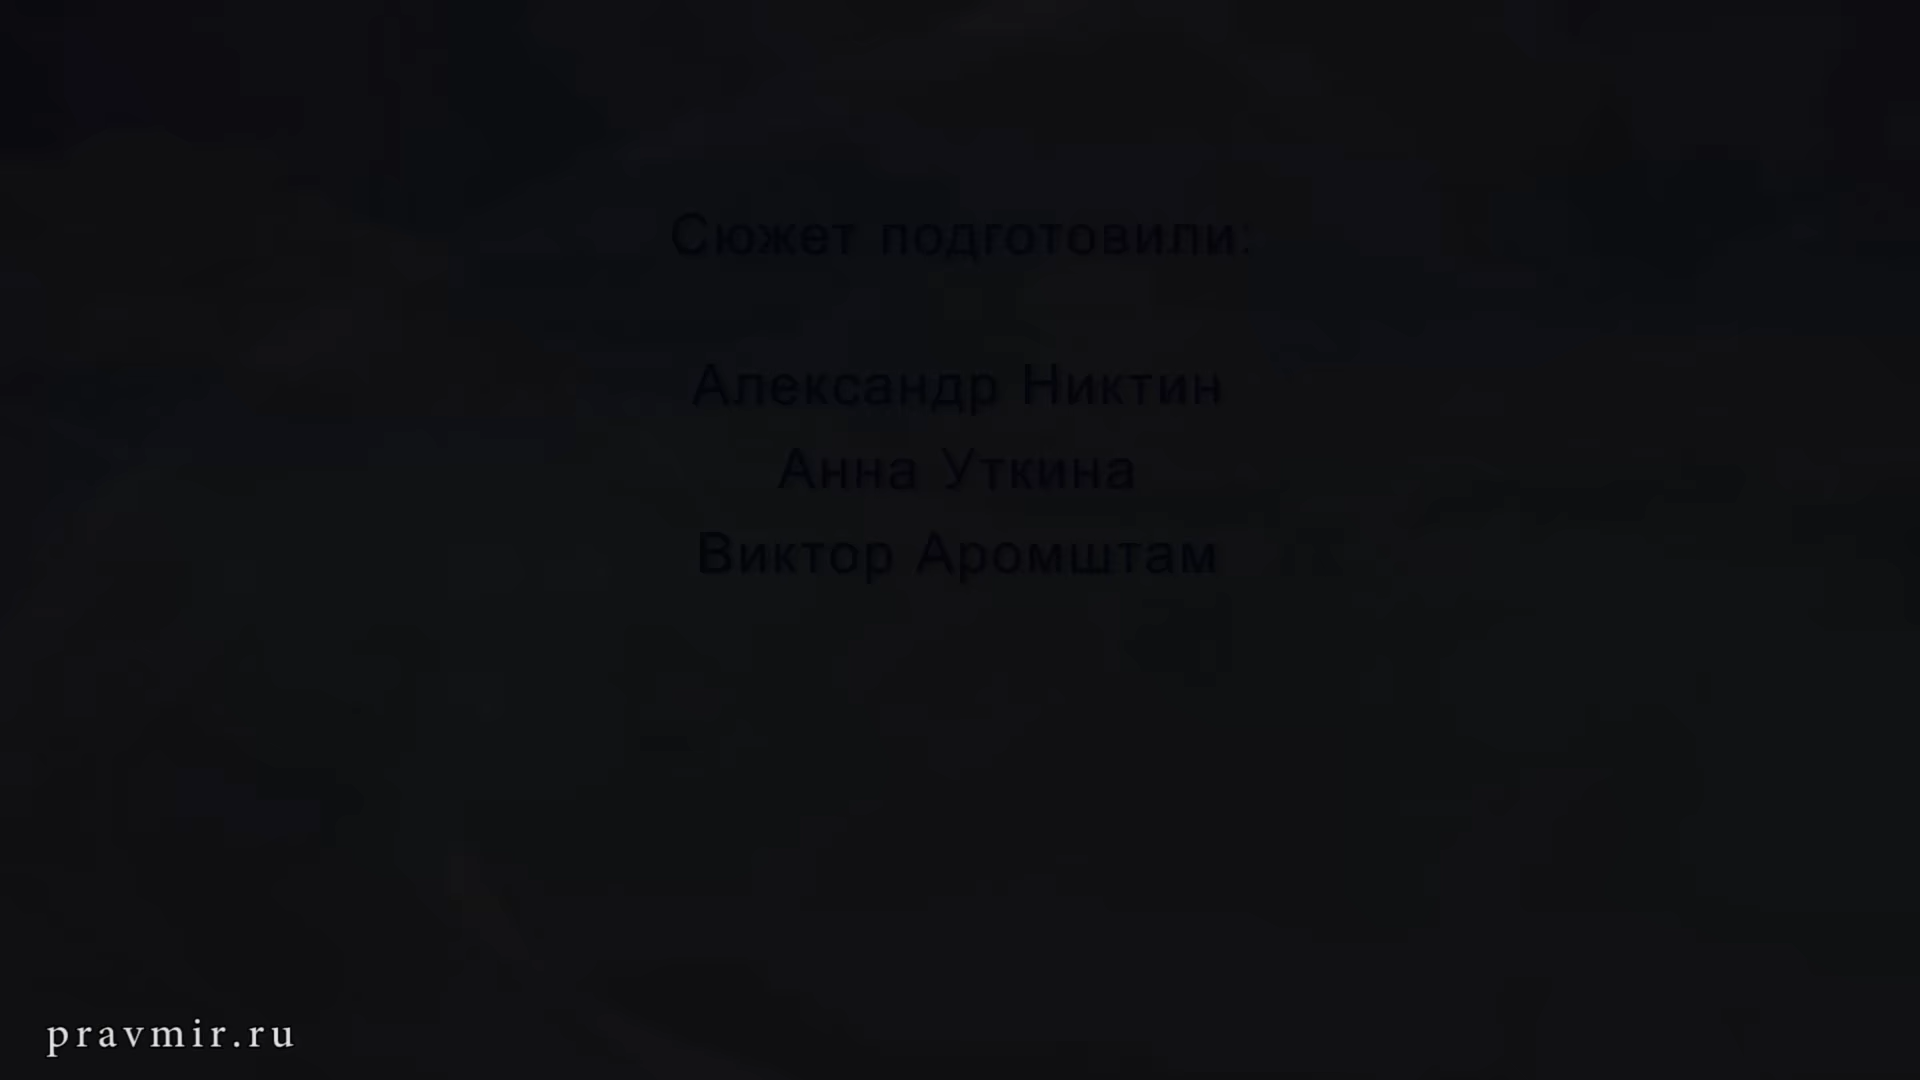 Сюжет подготовили:
Александр Никтин
Анна Уткина
Виктор Аромштам
pravmir.ru